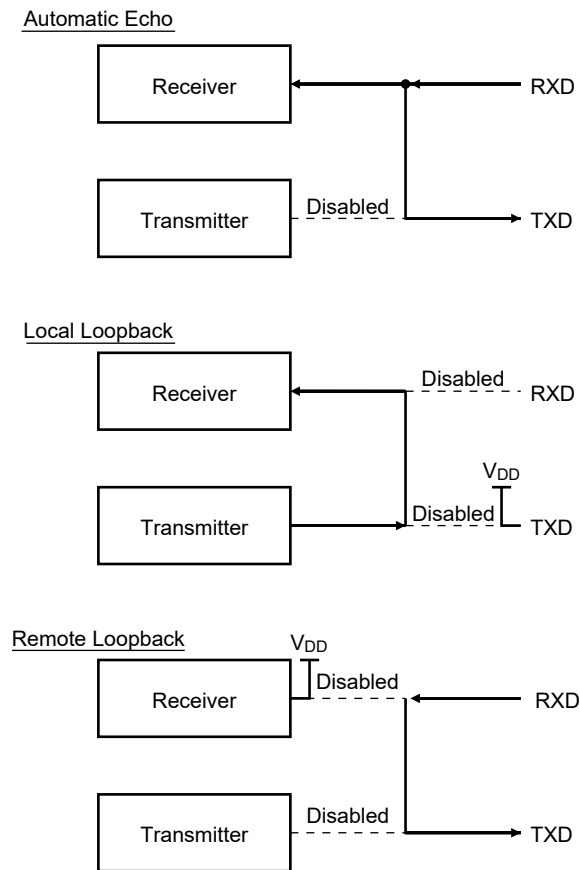 Automatic Echo
Receiver
RXD
Transmitter
Disabled
TXD
Local Loopback
Receiver
Disabled
RXD
VDD
Transmitter
Disabled
TXD
Remote Loopback
VDD
Receiver
Disabled
RXD
Transmitter
Disabled
TXD